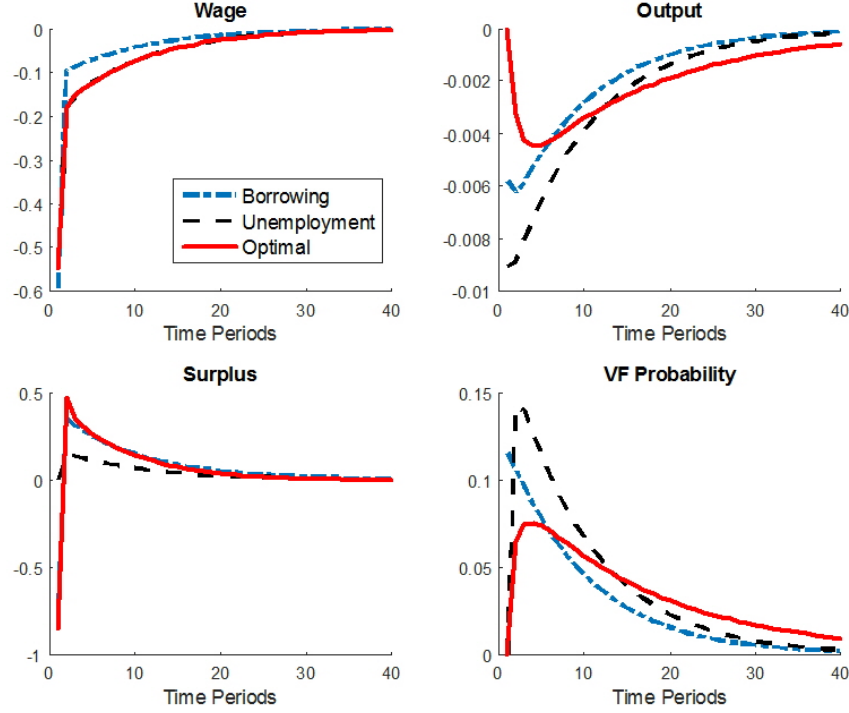 Wage
0
-0.1
-0.2
-0.3
-0.4
-0.5
-0.6
0 10 20 30 40
Time Periods
Borrowing
Unemployment
Optimal
Output
0
-0.002
-0.004
-0.006
-0.008
-0.01
0 10 20 30 40
Time Periods
Surplus
0.5
0
-0.5
-1
0 10 20 30 40
Time Periods
VF Probability
0.15
0.1
0.05
0
0 10 20 30 40
Time Periods